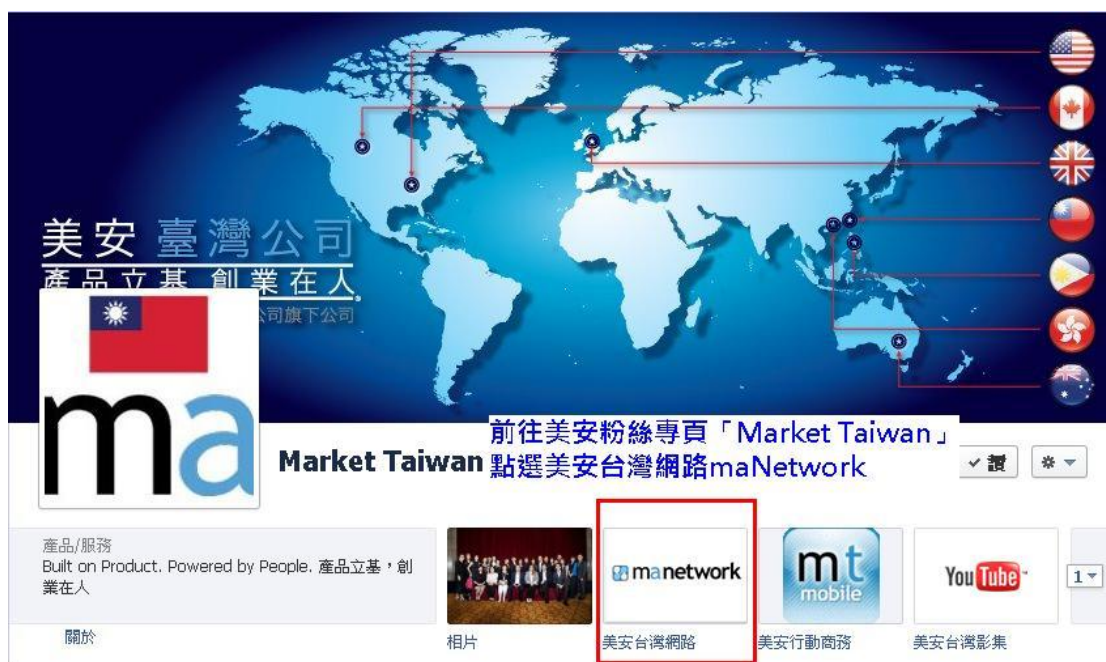 美安 臺灣公司
產品立基 創業在人
公司旗下公司
ma
前往美安粉絲專頁「Market Taiwan」
點選美安台灣網路maNetwork
Market Taiwan
讚
產品/服務
Built on Product. Powered by People. 產品立基，創
業在人
關於
manetwork
mt
mobile
YouTube
1
相片
美安台灣網路
美安行動商務
美安台灣影集